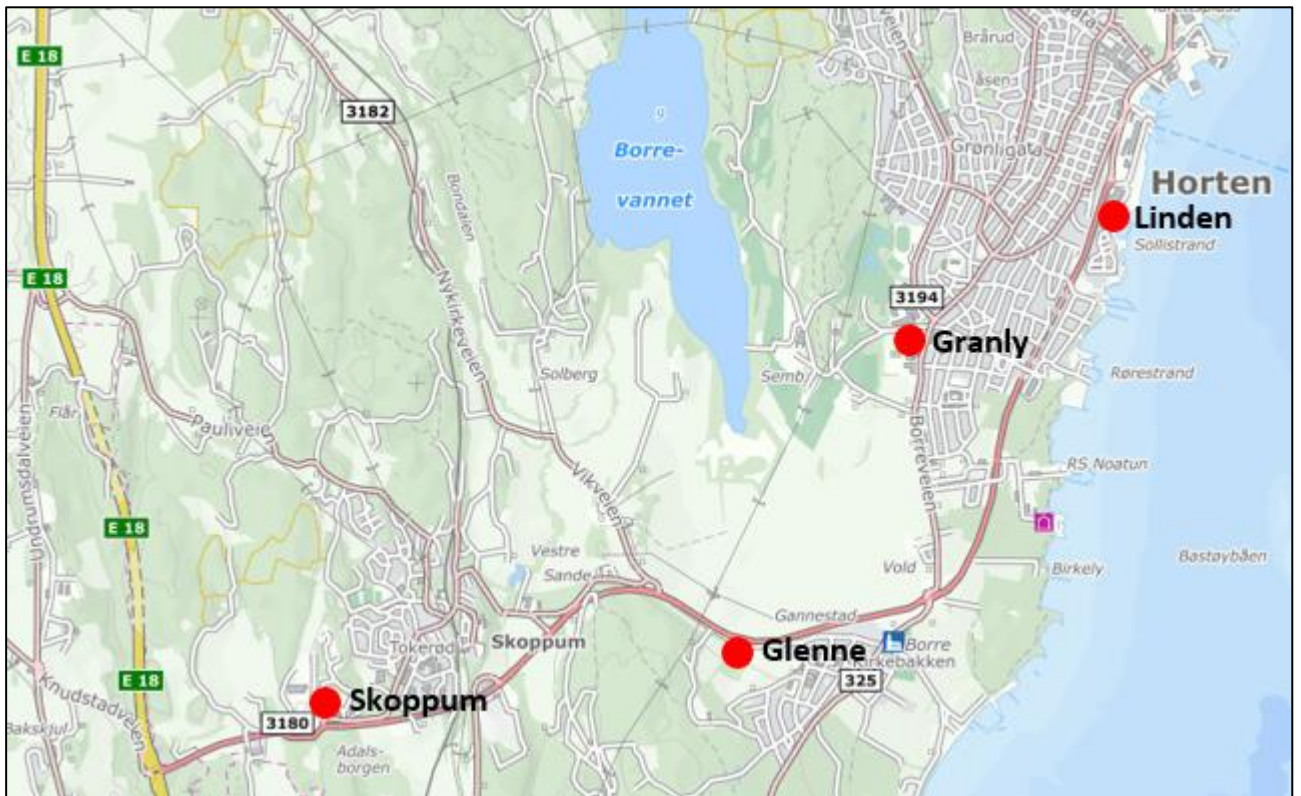 E 18
Brårud
åsen
3182
Borre-
vannet
Grønligata
Horten
Bondalen
Linden
Sollistrand
E 18
Nykirkeveien
3194
Granly
Solberg
Semb
Rørestrand
Flår
Pauliveien
Borreveien
Vikveien
RS Noatun
E 18
Vestre
Sande
Vold
Birkely
Bastøybåen
Gannestad
Skoppum
Tokerød
Glenne
Borre
Kirkebakken
325
E 18
Knudstadveien
Skoppum
3180
Bakskjul
Adals-
borgen